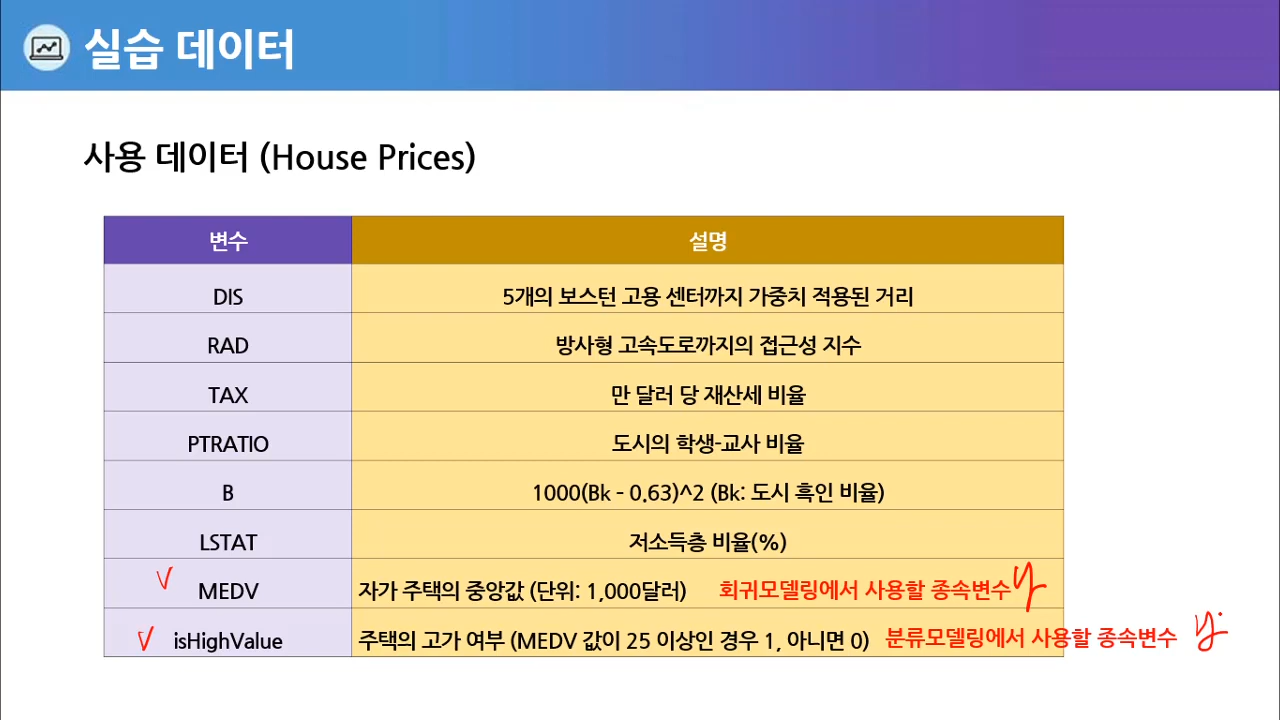 실습 데이터
사용 데이터 (House Prices)
변수 설명
DIS 5개의 보스턴 고용 센터까지 가중치 적용된 거리
RAD 방사형 고속도로까지의 접근성 지수
TAX 만 달러 당 재산세 비율
PTRATIO 도시의 학생-교사 비율
B 1000(Bk - 0.63)^2 (Bk: 도시 흑인 비율)
LSTAT 저소득층 비율(%)
MEDV 자가 주택의 중앙값 (단위: 1,000달러) 회귀모델링에서 사용할 종속변수 y
isHighValue 주택의 고가 여부 (MEDV 값이 25 이상인 경우 1, 아니면 0) 분류모델링에서 사용할 종속변수 y